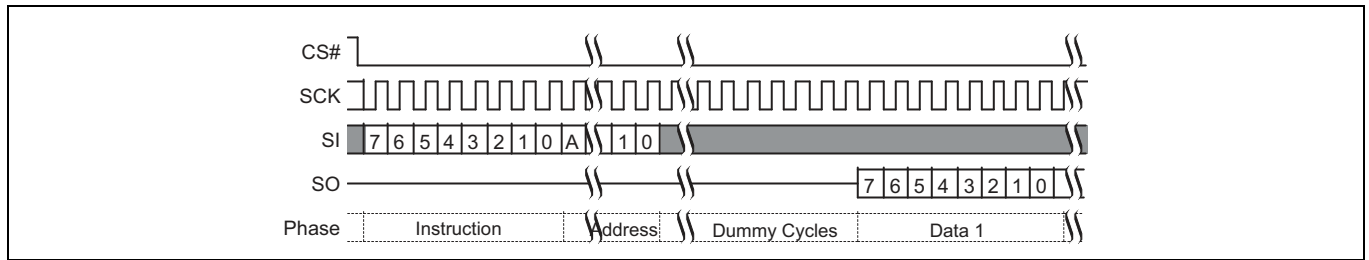 CS#
SCK
SI 7 6 5 4 3 2 1 0 A 1 0
SO 7 6 5 4 3 2 1 0
Phase Instruction Address Dummy Cycles Data 1